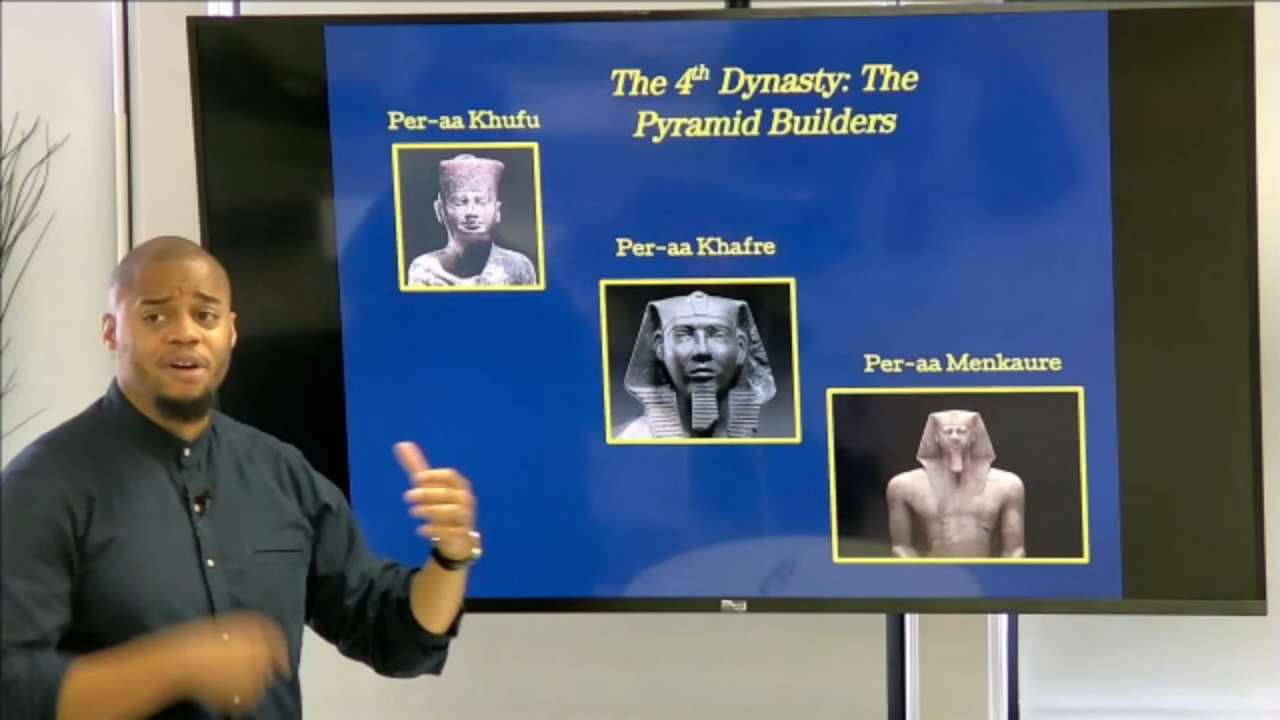 The 4th Dynasty: The
Pyramid Builders
Per-aa Khufu
Per-aa Khafre
Per-aa Menkaure